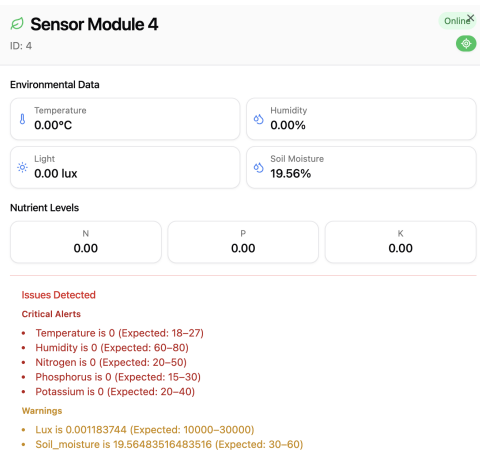 Sensor Module 4
Online
ID: 4
Environmental Data
Temperature
0.00°C
Humidity
0.00%
Light
0.00 lux
Soil Moisture
19.56%
Nutrient Levels
N
0.00
P
0.00
K
0.00
Issues Detected
Critical Alerts
• Temperature is 0 (Expected: 18–27)
• Humidity is 0 (Expected: 60–80)
• Nitrogen is 0 (Expected: 20–50)
• Phosphorus is 0 (Expected: 15–30)
• Potassium is 0 (Expected: 20–40)
Warnings
• Lux is 0.001183744 (Expected: 10000–30000)
• Soil_moisture is 19.56483516483516 (Expected: 30–60)